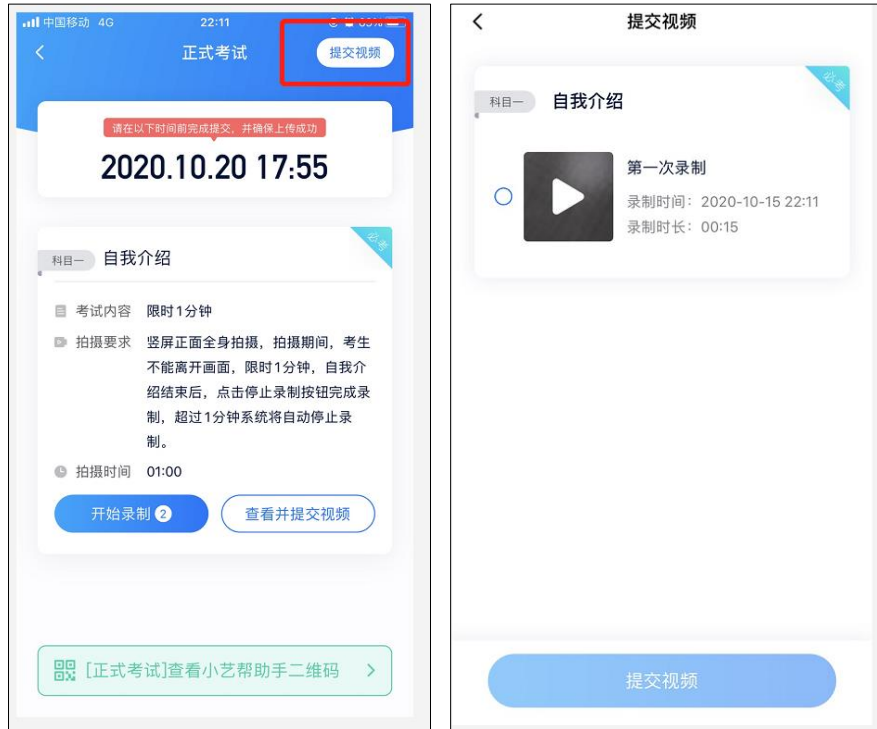 中国移动 4G
22:11
正式考试
提交视频
请在以下时间前完成提交，并确保上传成功
2020.10.20 17:55
必考
科目一
自我介绍
考试内容 限时1分钟
拍摄要求 竖屏正面全身拍摄，拍摄期间，考生
不能离开画面，限时1分钟，自我介
绍结束后，点击停止录制按钮完成录
制，超过1分钟系统将自动停止录
制。
拍摄时间 01:00
开始录制 2
查看并提交视频
[正式考试]查看小艺帮助手二维码
提交视频
必考
科目一
自我介绍
第一次录制
录制时间：2020-10-15 22:11
录制时长：00:15
提交视频